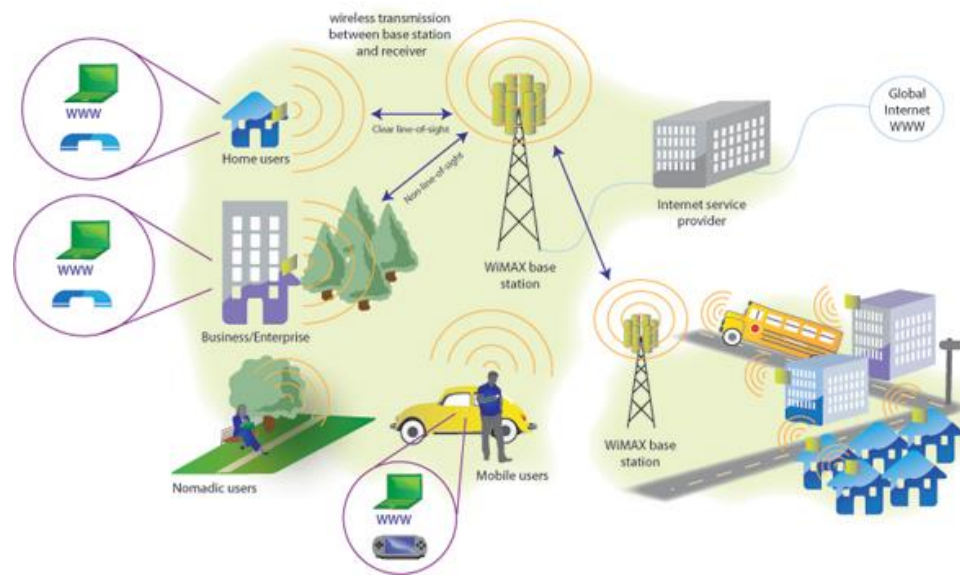 wireless transmission
between base station
and receiver
WWW
Home users
Clear line-of-sight
Non-line-of-sight
Global
Internet
WWW
Internet service
provider
WiMAX base
station
WWW
Business/Enterprise
WiMAX base
station
Nomadic users
Mobile users
WWW